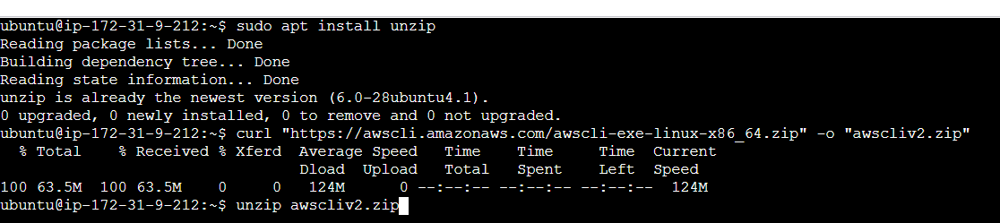 ubuntu@ip-172-31-9-212:~$ sudo apt install unzip
Reading package lists... Done
Building dependency tree... Done
Reading state information... Done
unzip is already the newest version (6.0-28ubuntu4.1).
0 upgraded, 0 newly installed, 0 to remove and 0 not upgraded.
ubuntu@ip-172-31-9-212:~$ curl "https://awscli.amazonaws.com/awscli-exe-linux-x86_64.zip" -o "awscliv2.zip"
  % Total    % Received % Xferd  Average Speed   Time    Time     Time  Current
                                 Dload  Upload   Total   Spent    Left  Speed
100 63.5M  100 63.5M    0     0   124M      0 --:--:-- --:--:-- --:--:--  124M
ubuntu@ip-172-31-9-212:~$ unzip awscliv2.zip